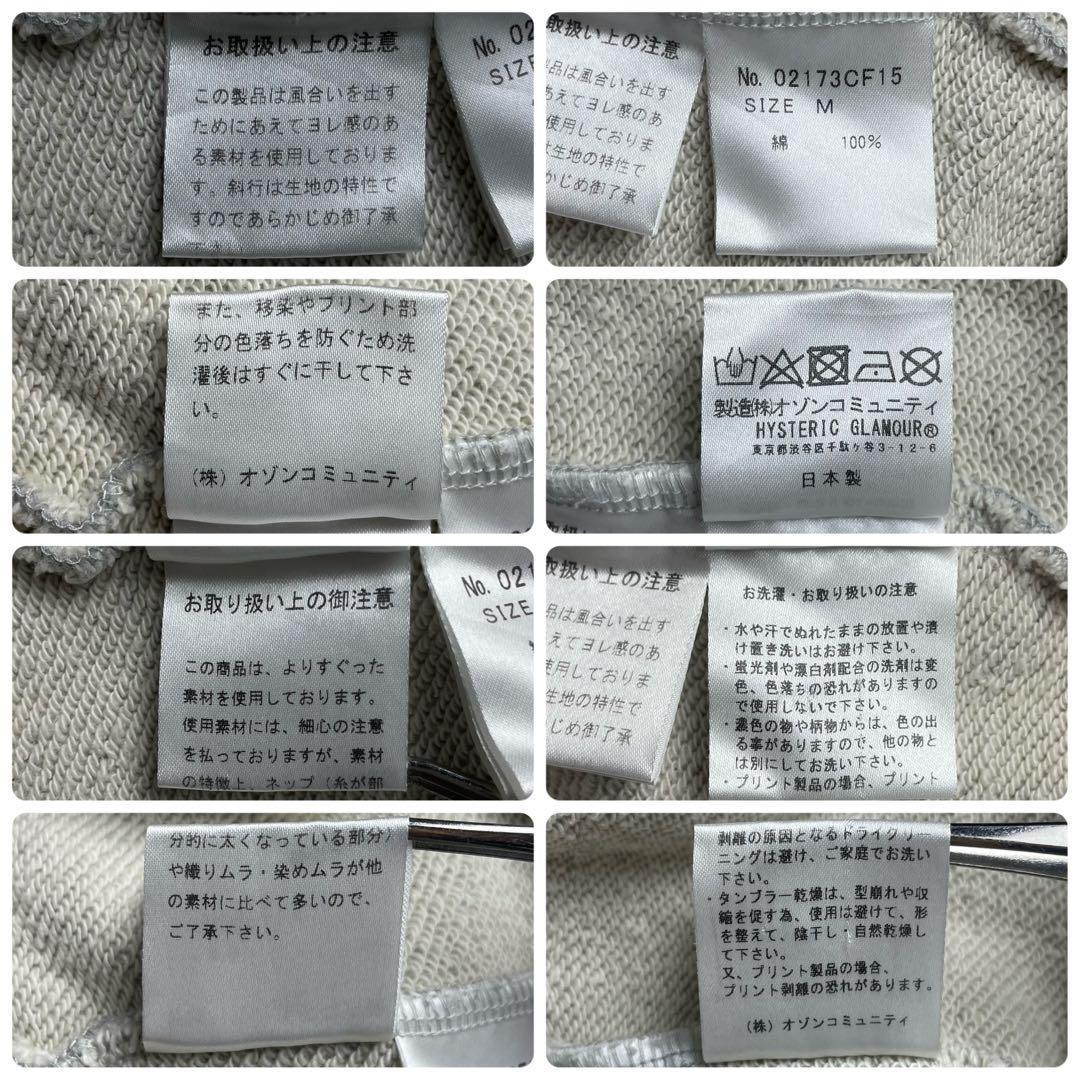 お取扱い上の注意
この製品は風合いを出す
ためにあえてヨレ感のあ
る素材を使用しておりま
す。斜行は生地の特性で
すのであらかじめ御了承
下さい。
No. 02
SIZE
取扱い上の注意
品は風合いを出す
えてヨレ感のあ
使用しており
生地の特性で
かじめ御了承
No. 02173CF15
SIZE M
綿 100%
また、移染やプリント部
分の色落ちを防ぐため洗
濯後はすぐに干して下さ
い。
(株) オゾンコミュニティ
製造(株)オゾンコミュニティ
HYSTERIC GLAMOUR®
東京都渋谷区千駄ヶ谷3-12-6
日本製
お取り扱い上の御注意
この商品は、よりすぐった
素材を使用しております。
使用素材には、細心の注意
を払っておりますが、素材
の特徴上、ネップ(糸が部
No. 021
SIZE
取扱い上の注意
品は風合いを出す
えてヨレ感のあ
使用しており
生地の特性で
かじめ御了承
お洗濯・お取り扱いの注意
・水や汗でぬれたままの放置や漬
け置き洗いはお避け下さい。
・蛍光剤や漂白剤配合の洗剤は変
色、色落ちの恐れがありますの
で使用しないで下さい。
・濃色の物や柄物からは、色の出
る事がありますので、他の物と
は別にしてお洗い下さい。
・プリント製品の場合、プリント
分的に太くなっている部分)
や織りムラ・染めムラが他
の素材に比べて多いので、
ご了承下さい。
剥離の原因となるドライクリー
ニングは避け、ご家庭でお洗い
下さい。
・タンブラー乾燥は、型崩れや収
縮を促す為、使用は避けて、形
を整えて、陰干し・自然乾燥し
て下さい。
又、プリント製品の場合、
プリント剥離の恐れがあります。
(株) オゾンコミュニティ